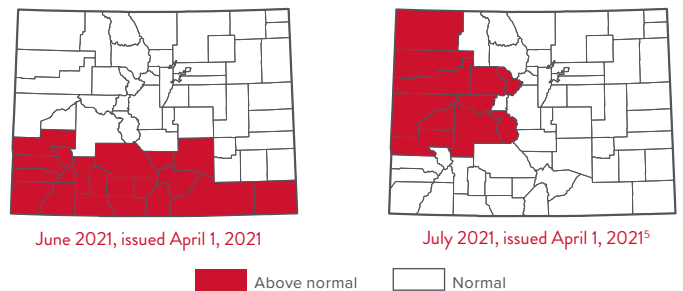 June 2021, issued April 1, 2021
July 2021, issued April 1, 2021⁵
Above normal
Normal